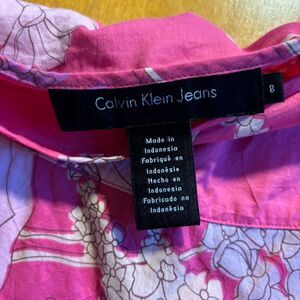 Calvin Klein Jeans
8
Made in
Indonesia
Fabriqué en
Indonésie
Hecho en
Indonesia
Fabricado na
Indonésia